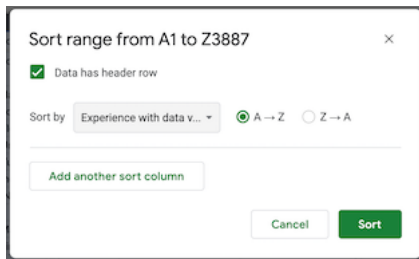 Sort range from A1 to Z3887
Data has header row
Sort by Experience with data v... A → Z Z → A
Add another sort column
Cancel Sort